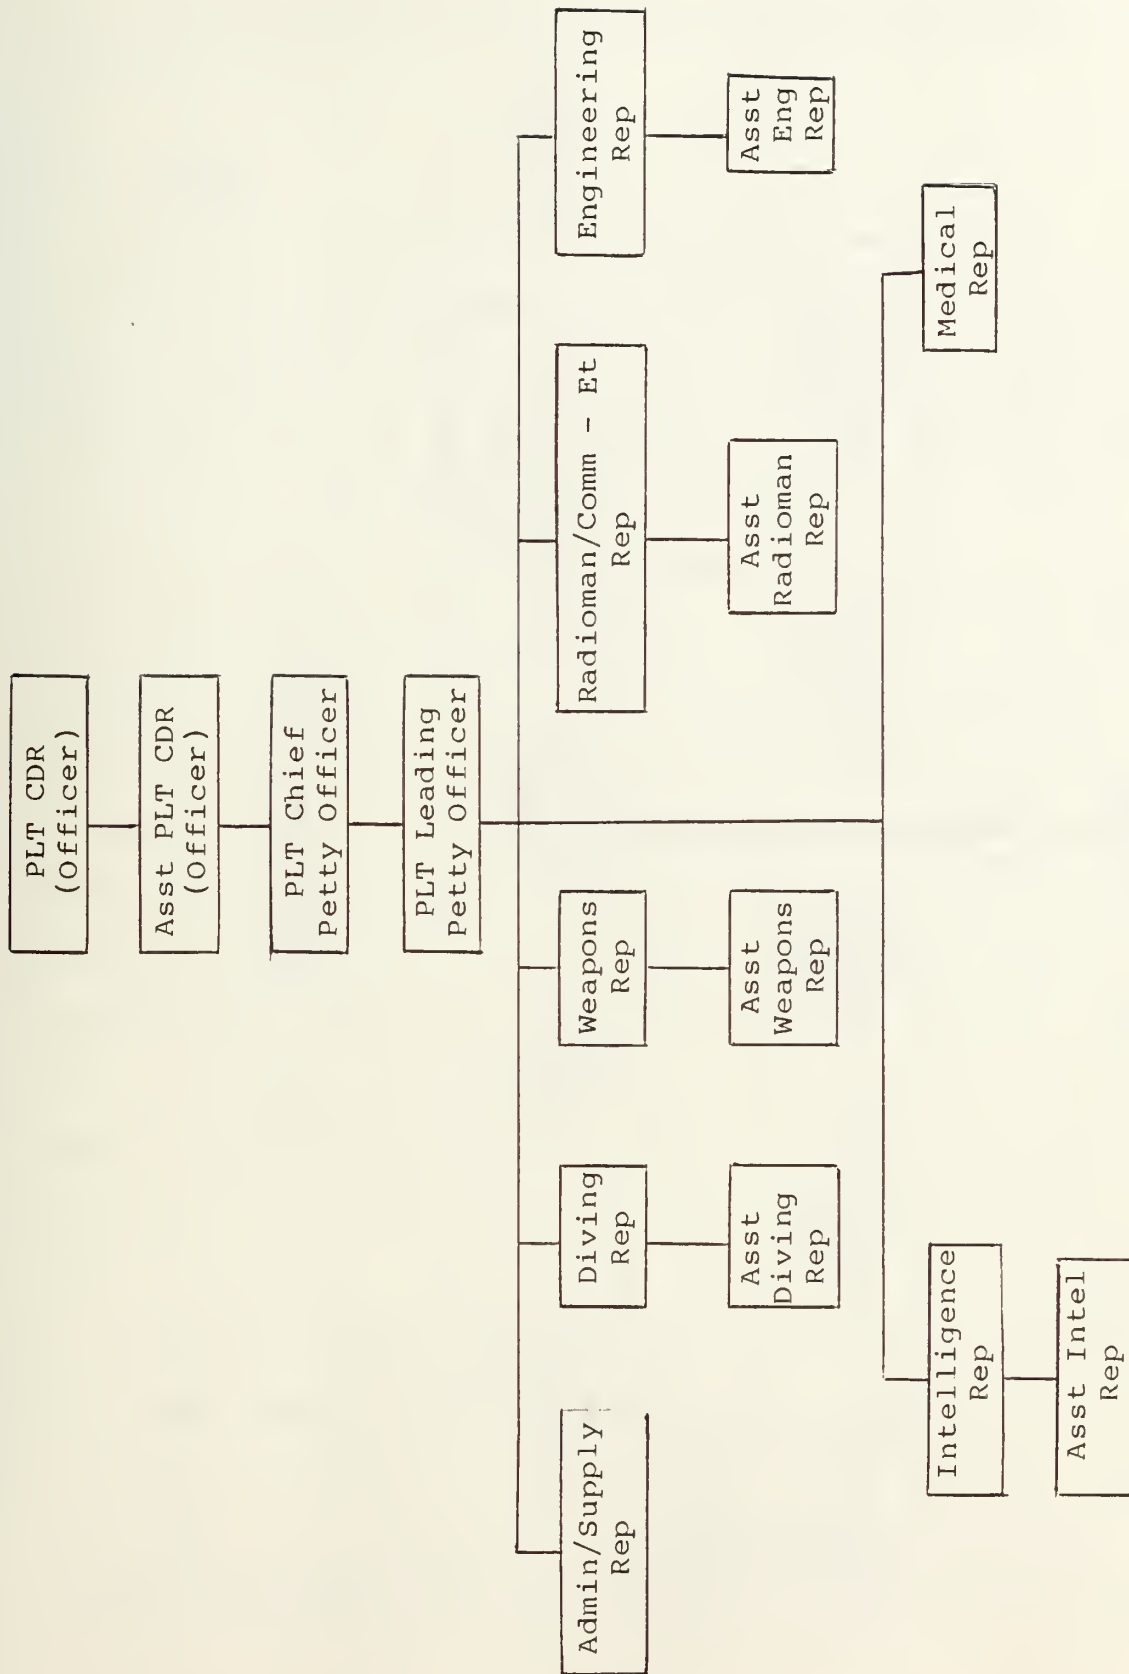 PLT CDR
(Officer)
Asst PLT CDR
(Officer)
PLT Chief
Petty Officer
PLT Leading
Petty Officer
Admin/Supply
Rep
Diving
Rep
Weapons
Rep
Radioman/Comm - Et
Rep
Engineering
Rep
Asst
Diving
Rep
Asst
Weapons
Rep
Asst
Radioman
Rep
Asst
Eng
Rep
Intelligence
Rep
Medical
Rep
Asst Intel
Rep